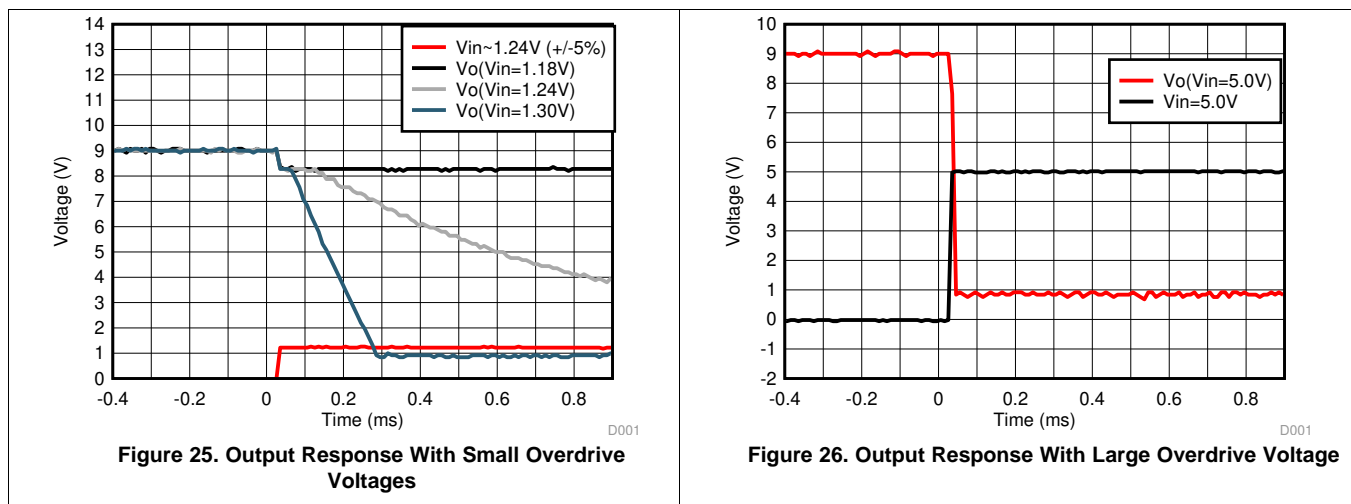 14
13
12
11
10
9
8
7
6
5
4
3
2
1
0
Voltage (V)
Vin~1.24V (+/-5%)
Vo(Vin=1.18V)
Vo(Vin=1.24V)
Vo(Vin=1.30V)
-0.4 -0.2 0 0.2 0.4 0.6 0.8
Time (ms)
D001
Figure 25. Output Response With Small Overdrive
Voltages
10
9
8
7
6
5
4
3
2
1
0
-1
-2
Voltage (V)
Vo(Vin=5.0V)
Vin=5.0V
-0.4 -0.2 0 0.2 0.4 0.6 0.8
Time (ms)
D001
Figure 26. Output Response With Large Overdrive Voltage